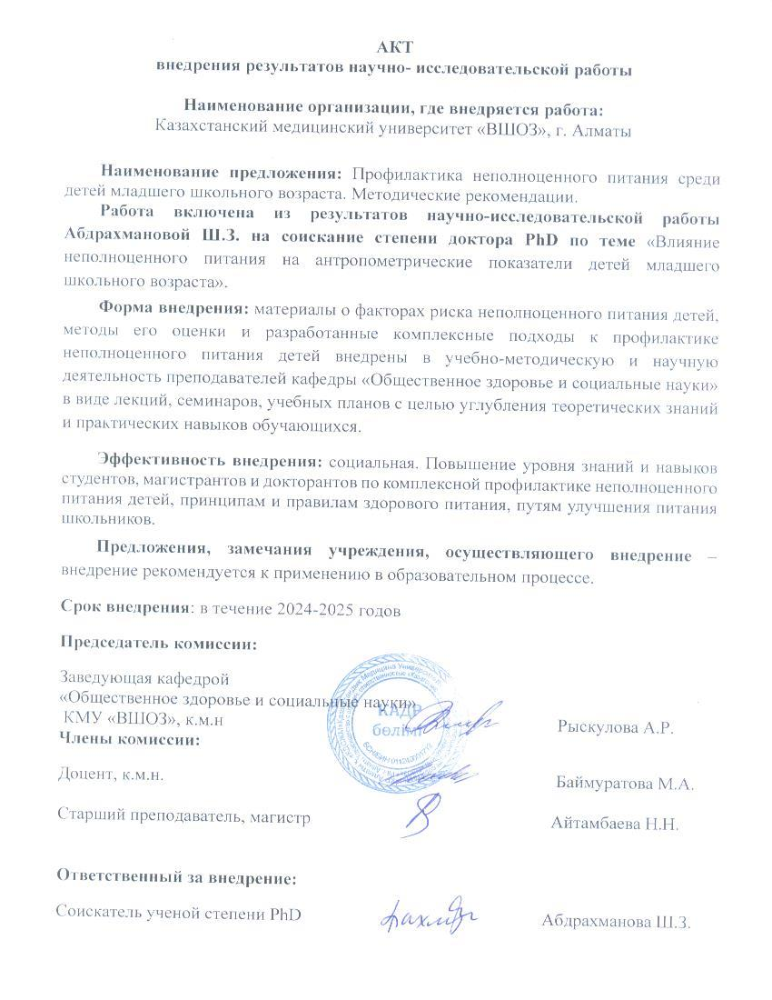 АКТ
внедрения результатов научно- исследовательской работы
Наименование организации, где внедряется работа:
Казахстанский медицинский университет «ВШОЗ», г. Алматы
Наименование предложения: Профилактика неполноценного питания среди
детей младшего школьного возраста. Методические рекомендации.
Работа включена из результатов научно-исследовательской работы
Абдрахмановой Ш.З. на соискание степени доктора PhD по теме «Влияние
неполноценного питания на антропометрические показатели детей младшего
школьного возраста».
Форма внедрения: материалы о факторах риска неполноценного питания детей,
методы его оценки и разработанные комплексные подходы к профилактике
неполноценного питания детей внедрены в учебно-методическую и научную
деятельность преподавателей кафедры «Общественное здоровье и социальные науки»
в виде лекций, семинаров, учебных планов с целью углубления теоретических знаний
и практических навыков обучающихся.
Эффективность внедрения: социальная. Повышение уровня знаний и навыков
студентов, магистрантов и докторантов по комплексной профилактике неполноценного
питания детей, принципам и правилам здорового питания, путям улучшения питания
школьников.
Предложения, замечания учреждения, осуществляющего внедрение –
внедрение рекомендуется к применению в образовательном процессе.
Срок внедрения: в течение 2024-2025 годов
Председатель комиссии:
Заведующая кафедрой
«Общественное здоровье и социальные науки»
КМУ «ВШОЗ», к.м.н Рыскулова А.Р.
КАДР
бөлімі
Члены комиссии:
Доцент, к.м.н. Баймуратова М.А.
Старший преподаватель, магистр Айтамбаева Н.Н.
Ответственный за внедрение:
Соискатель ученой степени PhD Абдрахманова Ш.З.